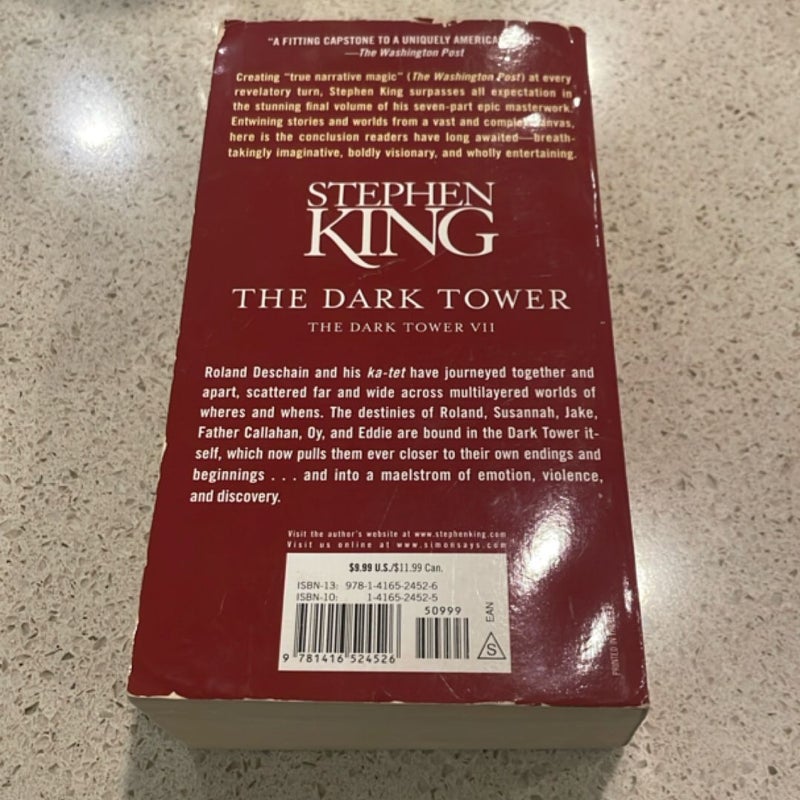 "A FITTING CAPSTONE TO A UNIQUELY AMERICAN
—The Washington Post
Creating "true narrative magic" (The Washington Post) at every
revelatory turn, Stephen King surpasses all expectation in
the stunning final volume of his seven-part epic masterwork.
Entwining stories and worlds from a vast and complex canvas,
here is the conclusion readers have long awaited—breath-
takingly imaginative, boldly visionary, and wholly entertaining.
STEPHEN
KING
THE DARK TOWER
THE DARK TOWER VII
Roland Deschain and his ka-tet have journeyed together and
apart, scattered far and wide across multilayered worlds of
wheres and whens. The destinies of Roland, Susannah, Jake,
Father Callahan, Oy, and Eddie are bound in the Dark Tower it-
self, which now pulls them ever closer to their own endings and
beginnings . . . and into a maelstrom of emotion, violence,
and discovery.
Visit the author's website at www.stephenking.com
Visit us online at www.simonsays.com
$9.99 U.S./$11.99 Can.
ISBN-13: 978-1-4165-2452-6
ISBN-10: 1-4165-2452-5
50999
EAN
S
9 781416 524526
PRINTED IN